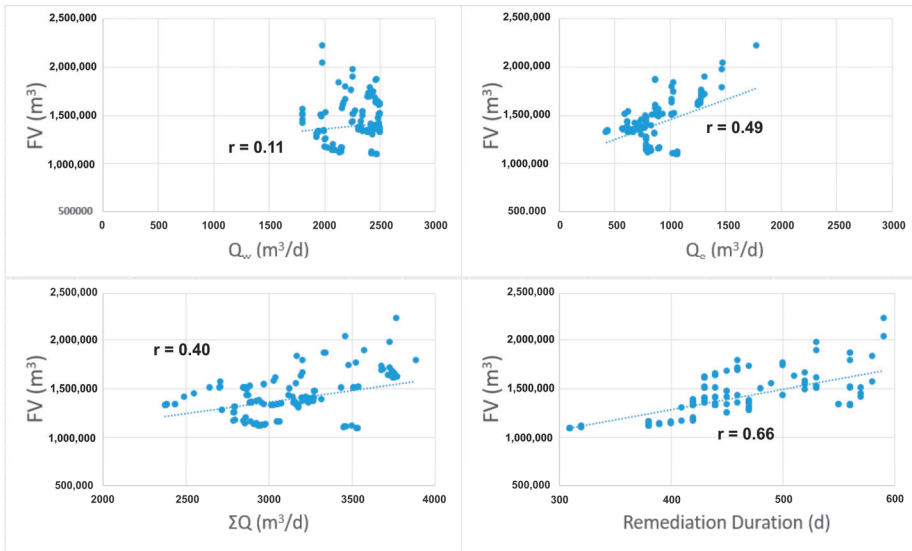 2,500,000
2,000,000
1,500,000
1,000,000
500000
FV (m³)
r = 0.11
0 500 1000 1500 2000 2500 3000
Q_w (m³/d)
2,500,000
2,000,000
1,500,000
1,000,000
500,000
FV (m³)
r = 0.49
0 500 1000 1500 2000 2500 3000
Q_e (m³/d)
2,500,000
2,000,000
1,500,000
1,000,000
500,000
FV (m³)
r = 0.40
2000 2500 3000 3500 4000
ΣQ (m³/d)
2,500,000
2,000,000
1,500,000
1,000,000
500,000
FV (m³)
r = 0.66
300 400 500 600
Remediation Duration (d)